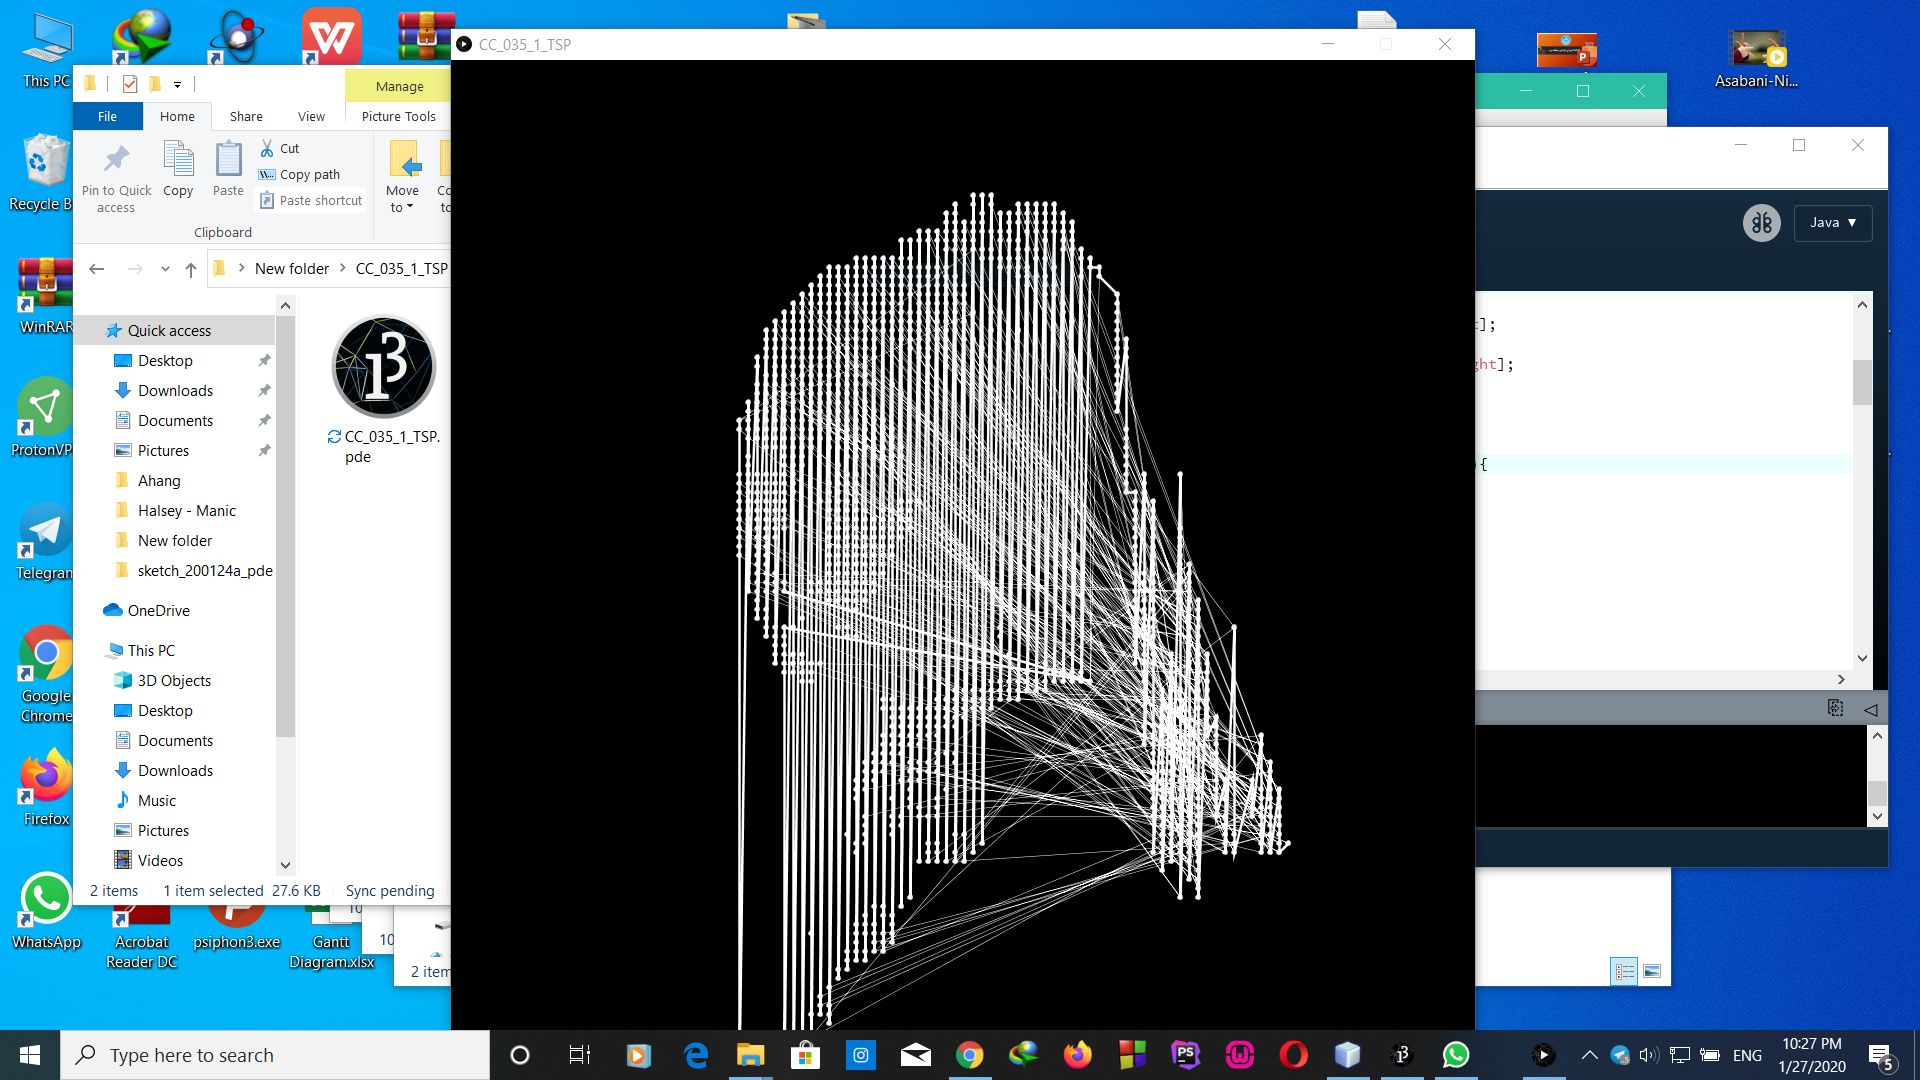 This PC
Recycle B
WinRAR
ProtonVP
Telegram
Google
Chrome
Firefox
WhatsApp
Acrobat
Reader DC
psiphon3.exe
Gantt
Diagram.xlsx
Asabani-Ni...
Manage
File
Home
Share
View
Picture Tools
Pin to Quick
access
Copy
Paste
Cut
Copy path
Paste shortcut
Move
to
Co
to
Clipboard
New folder
CC_035_1_TSP
Quick access
Desktop
Downloads
Documents
Pictures
Ahang
Halsey - Manic
New folder
sketch_200124a_pde
OneDrive
This PC
3D Objects
Desktop
Documents
Downloads
Music
Pictures
Videos
CC_035_1_TSP.
pde
2 items
1 item selected
27.6 KB
Sync pending
10
10
2 item
CC_035_1_TSP
Java
];
ght];
{
Type here to search
ENG
10:27 PM
1/27/2020
5